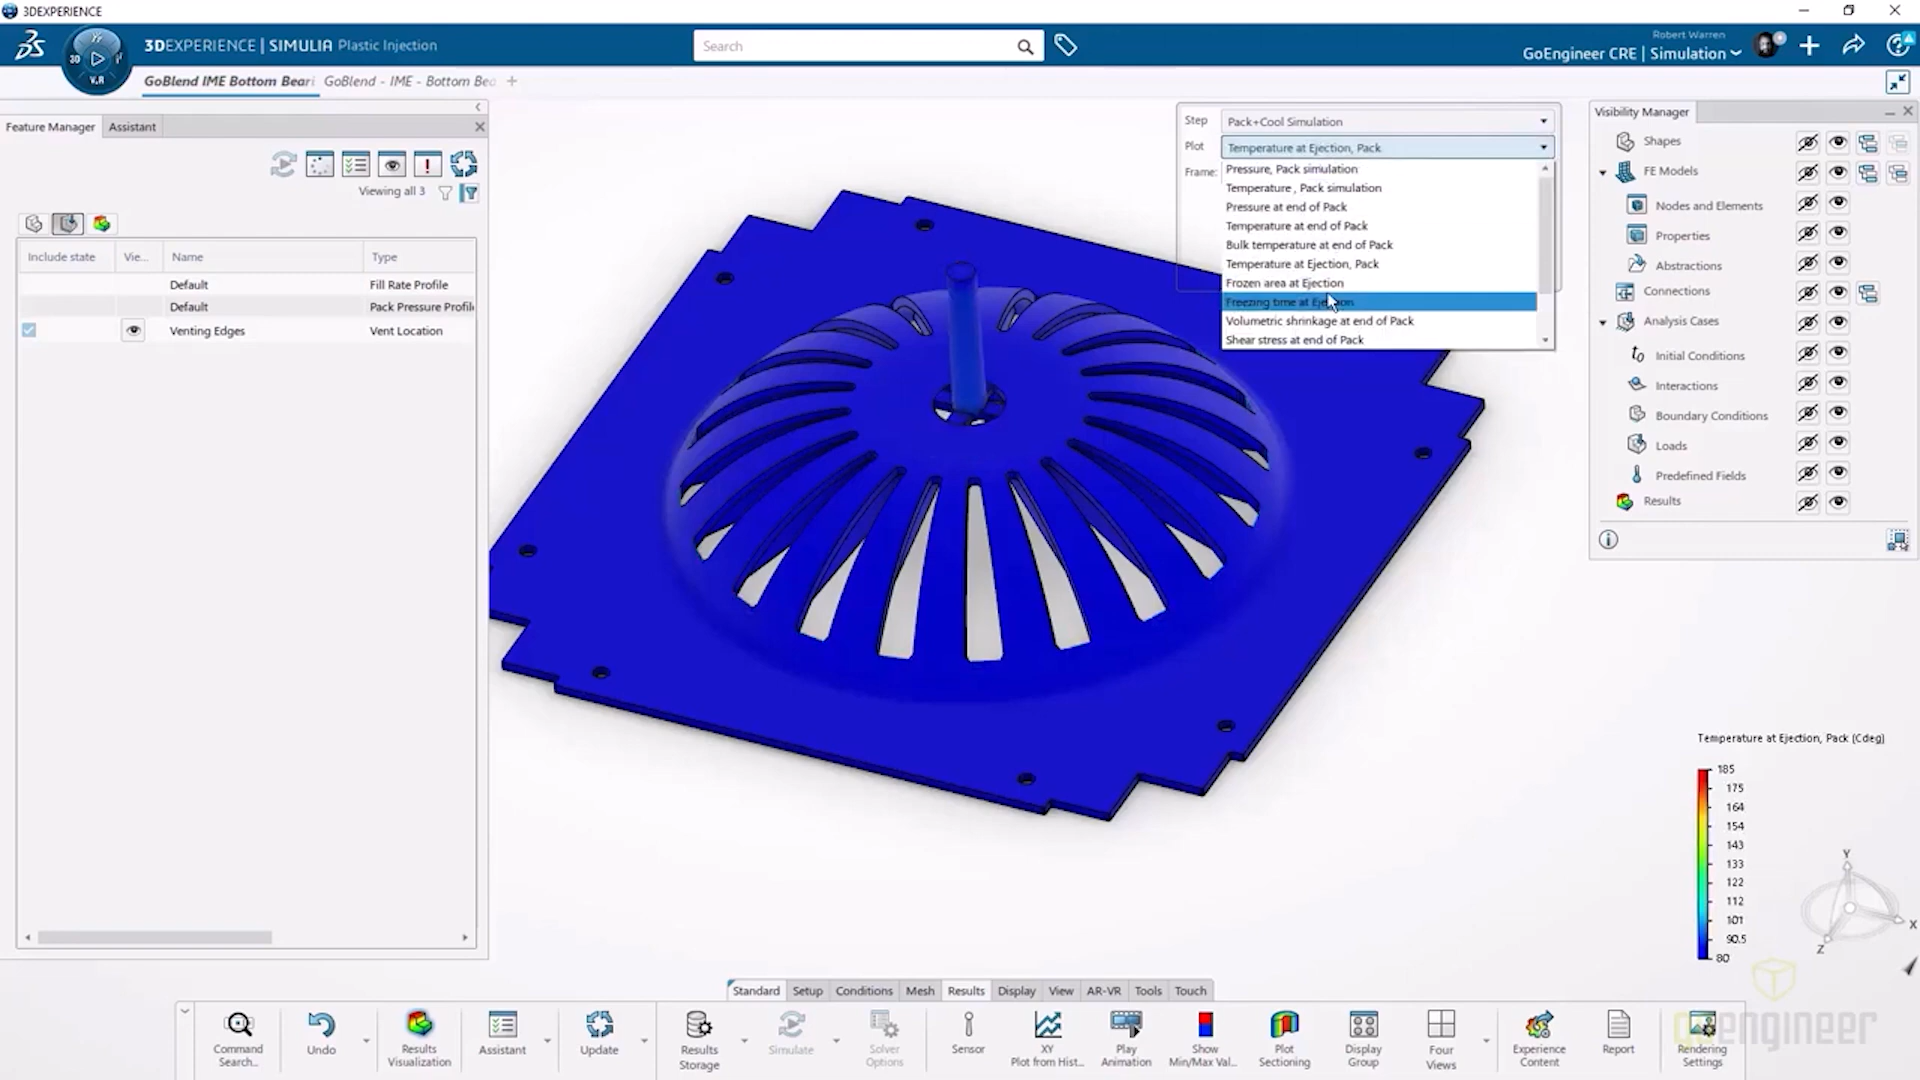 3DEXPERIENCE
3DEXPERIENCE | SIMULIA Plastic Injection
Search
Robert Warren
GoEngineer CRE | Simulation
3D
V.R
GoBlend IME Bottom Beari
GoBlend - IME - Bottom Bea
Feature Manager
Assistant
Viewing all 3
Include state
Vie...
Name
Type
Default
Fill Rate Profile
Default
Pack Pressure Profile
Venting Edges
Vent Location
Step
Pack+Cool Simulation
Plot
Temperature at Ejection, Pack
Frame:
Pressure, Pack simulation
Temperature , Pack simulation
Pressure at end of Pack
Temperature at end of Pack
Bulk temperature at end of Pack
Temperature at Ejection, Pack
Frozen area at Ejection
Freezing time at Ejection
Volumetric shrinkage at end of Pack
Shear stress at end of Pack
Visibility Manager
Shapes
FE Models
Nodes and Elements
Properties
Abstractions
Connections
Analysis Cases
Initial Conditions
Interactions
Boundary Conditions
Loads
Predefined Fields
Results
Temperature at Ejection, Pack (Cdeg)
185
175
164
154
143
133
122
112
101
90.5
80
Y
X
Z
Standard
Setup
Conditions
Mesh
Results
Display
View
AR-VR
Tools
Touch
Command Search...
Undo
Results Visualization
Assistant
Update
Results Storage
Simulate
Solver Options
Sensor
XY Plot from Hist...
Play Animation
Show Min/Max Val...
Plot Sectioning
Display Group
Four Views
Experience Content
Report
Rendering Settings
goengineer